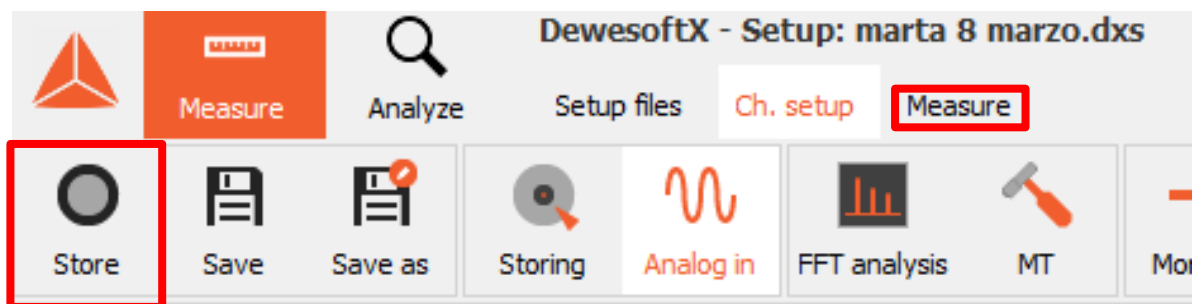 DewesoftX - Setup: marta 8 marzo.dxs
Measure Analyze Setup files Ch. setup Measure
Store Save Save as Storing Analog in FFT analysis MT